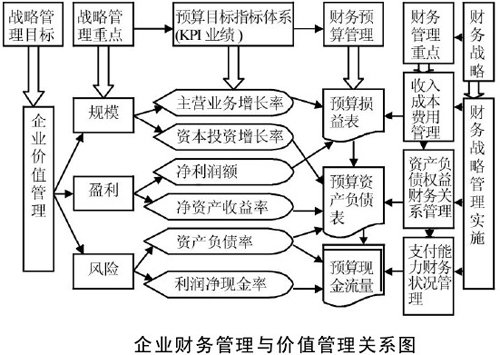 战略管
理目标
战略管
理重点
预算目标指标体系
(KPI 业绩)
财务预
算管理
财务
管理
重点
财务战略
企业价值管理
规模
盈利
风险
主营业务增长率
资本投资增长率
净利润额
净资产收益率
资产负债率
利润净现金率
预算损
益表
预算资
产负债
表
预算现
金流量
收入
成本
费用
管理
资产负
债权益
财务关
系管理
支付能
力财务
状况管
理
财务战略管理实施
企业财务管理与价值管理关系图